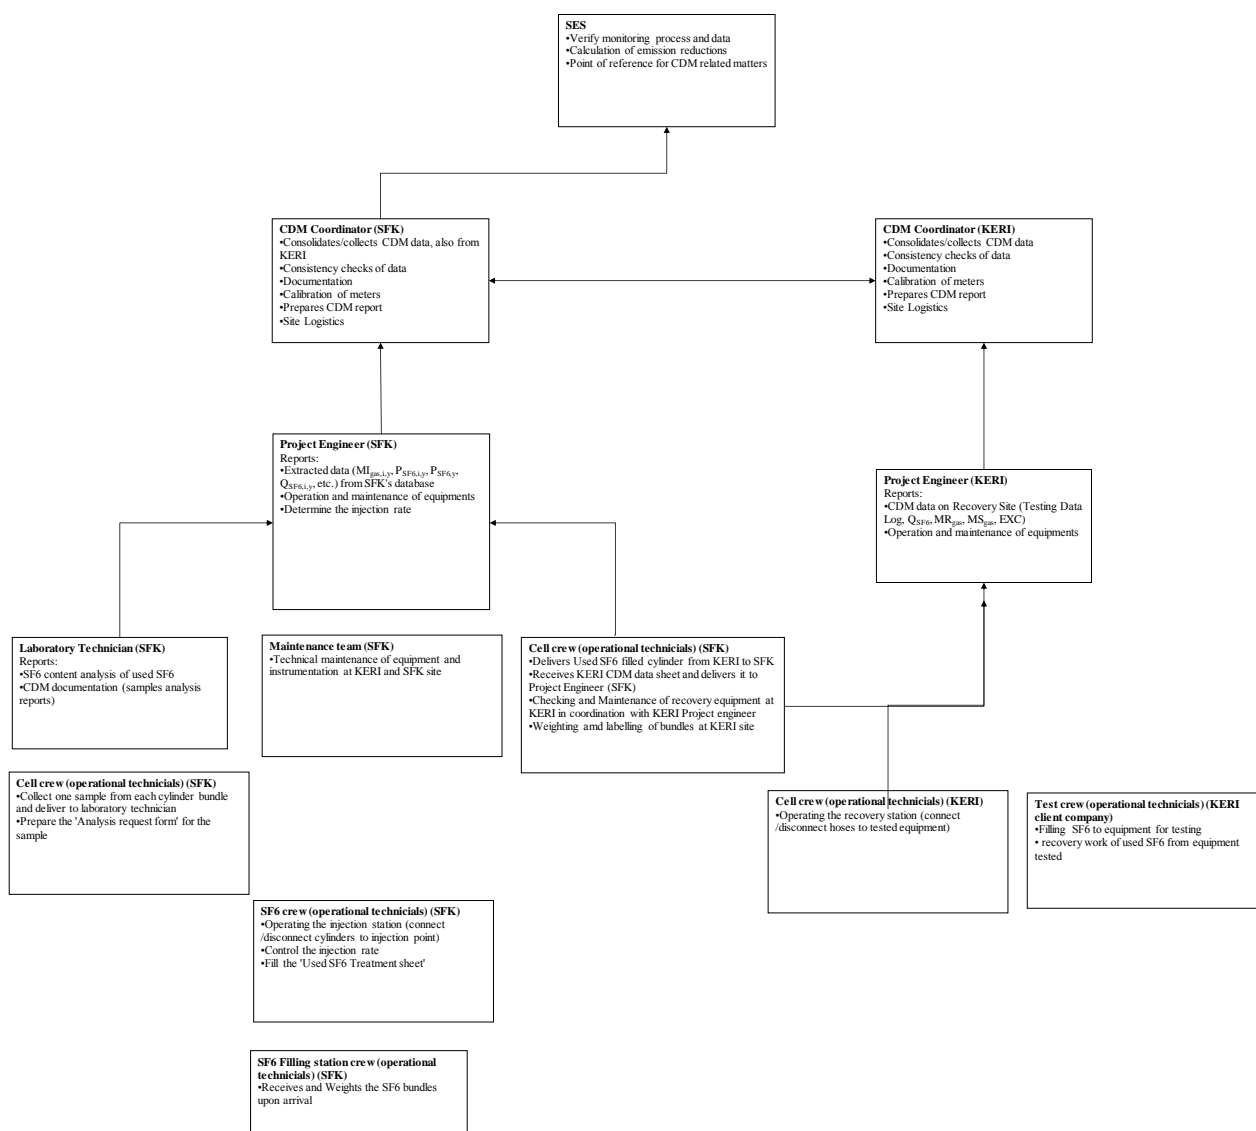 SES
•Verify monitoring process and data
•Calculation of emission reductions
•Point of reference for CDM related matters
CDM Coordinator (SFK)
•Consolidates/collects CDM data, also from
KERI
•Consistency checks of data
•Documentation
•Calibration of meters
•Prepares CDM report
•Site Logistics
CDM Coordinator (KERI)
•Consolidates/collects CDM data
•Consistency checks of data
•Documentation
•Calibration of meters
•Prepares CDM report
•Site Logistics
Project Engineer (SFK)
Reports:
•Extracted data (MIgas,i,y, PSF6,i,y, PSF6,y,
QSF6,i,y, etc.) from SFK's database
•Operation and maintenance of equipments
•Determine the injection rate
Project Engineer (KERI)
Reports:
•CDM data on Recovery Site (Testing Data
Log, QSF6, MRgas, MSgas, EXC)
•Operation and maintenance of equipments
Laboratory Technician (SFK)
Reports:
•SF6 content analysis of used SF6
•CDM documentation (samples analysis
reports)
Maintenance team (SFK)
•Technical maintenance of equipment and
instrumentation at KERI and SFK site
Cell crew (operational technicials) (SFK)
•Delivers Used SF6 filled cylinder from KERI to SFK
•Receives KERI CDM data sheet and delivers it to
Project Engineer (SFK)
•Checking and Maintenance of recovery equipment at
KERI in coordination with KERI Project engineer
•Weighting amd labelling of bundles at KERI site
Cell crew (operational technicials) (SFK)
•Collect one sample from each cylinder bundle
and deliver to laboratory technician
•Prepare the 'Analysis request form' for the
sample
Cell crew (operational technicials) (KERI)
•Operating the recovery station (connect
/disconnect hoses to tested equipment)
Test crew (operational technicials) (KERI
client company)
•Filling SF6 to equipment for testing
• recovery work of used SF6 from equipment
tested
SF6 crew (operational technicials) (SFK)
•Operating the injection station (connect
/disconnect cylinders to injection point)
•Control the injection rate
•Fill the 'Used SF6 Treatment sheet'
SF6 Filling station crew (operational
technicials) (SFK)
•Receives and Weights the SF6 bundles
upon arrival